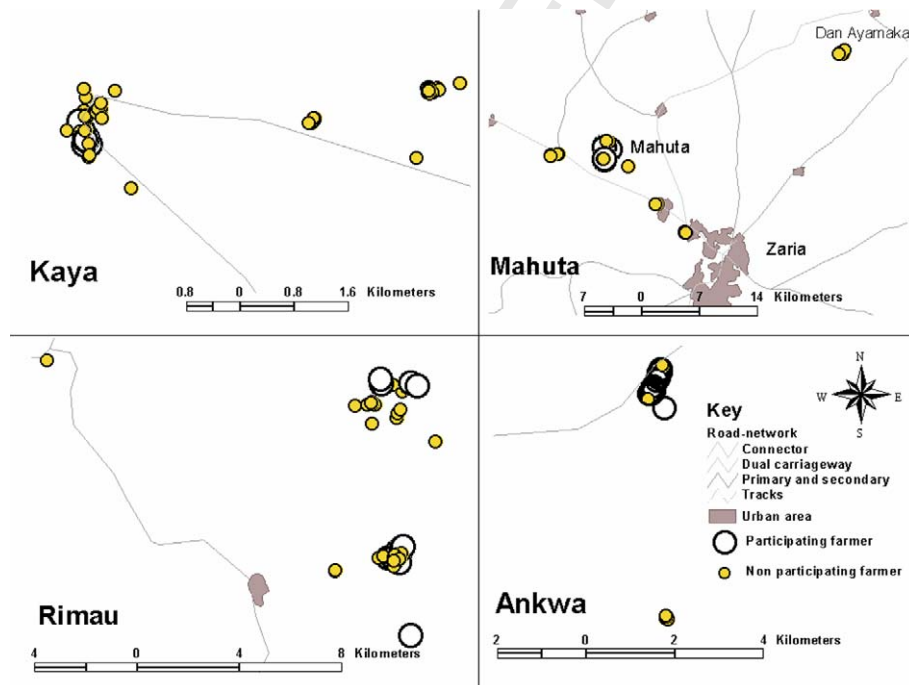 Kaya
0.8 0 0.8 1.6 Kilometers
Dan Ayamaka
Mahuta
Zaria
Mahuta
7 0 7 14 Kilometers
Rimau
4 0 4 8 Kilometers
N
W E
S
Key
Road-network
Connector
Dual carriageway
Primary and secondary
Tracks
Urban area
Participating farmer
Non participating farmer
Ankwa
2 0 2 4 Kilometers